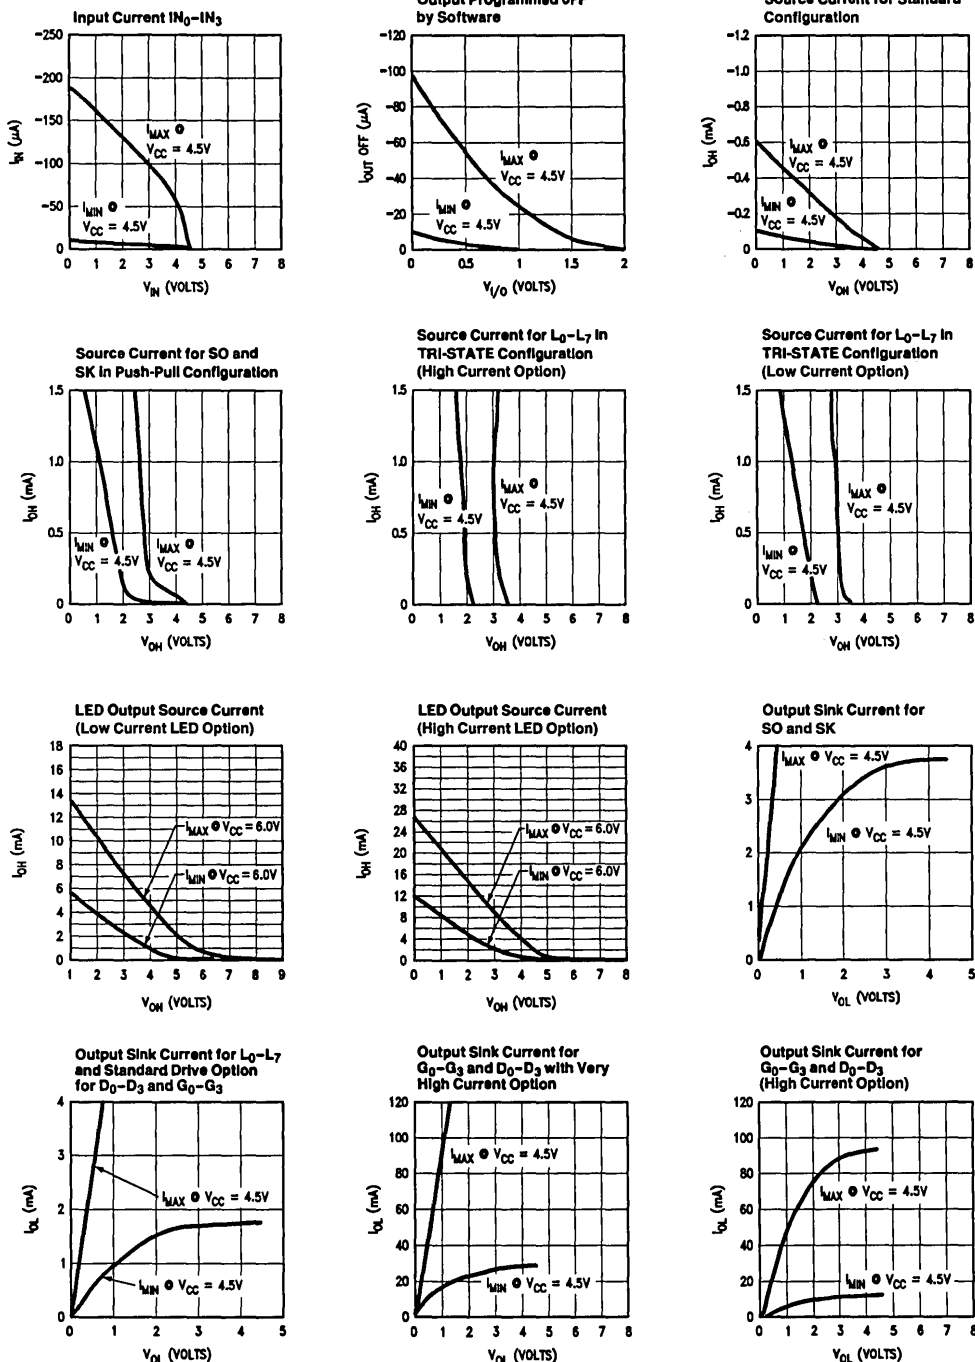 Input Current IN0–IN3
-250
-200
-150
-100
-50
0
IIN (μA)
IMAX @
VCC = 4.5V
IMIN @
VCC = 4.5V
0 1 2 3 4 5 6 7 8
VIN (VOLTS)
Output Programmed OFF
by Software
-120
-100
-80
-60
-40
-20
0
IOUT OFF (μA)
IMAX @
VCC = 4.5V
IMIN @
VCC = 4.5V
0 0.5 1.0 1.5 2
VI/O (VOLTS)
Source Current for Standard
Configuration
-1.2
-1.0
-0.8
-0.6
-0.4
-0.2
0
IOH (mA)
IMAX @
VCC = 4.5V
IMIN @
VCC = 4.5V
0 1 2 3 4 5 6 7 8
VOH (VOLTS)
Source Current for SO and
SK in Push-Pull Configuration
1.5
1.0
0.5
0
IOH (mA)
IMIN @
VCC = 4.5V
IMAX @
VCC = 4.5V
0 1 2 3 4 5 6 7 8
VOH (VOLTS)
Source Current for L0–L7 in
TRI-STATE Configuration
(High Current Option)
1.5
1.0
0.5
0
IOH (mA)
IMIN @
VCC = 4.5V
IMAX @
VCC = 4.5V
0 1 2 3 4 5 6 7 8
VOH (VOLTS)
Source Current for L0–L7 in
TRI-STATE Configuration
(Low Current Option)
1.5
1.0
0.5
0
IOH (mA)
IMAX @
VCC = 4.5V
IMIN @
VCC = 4.5V
0 1 2 3 4 5 6 7 8
VOH (VOLTS)
LED Output Source Current
(Low Current LED Option)
18
16
14
12
10
8
6
4
2
0
IOH (mA)
IMAX @ VCC = 6.0V
IMIN @ VCC = 6.0V
1 2 3 4 5 6 7 8 9
VOH (VOLTS)
LED Output Source Current
(High Current LED Option)
40
36
32
28
24
20
16
12
8
4
0
IOH (mA)
IMAX @ VCC = 6.0V
IMIN @ VCC = 6.0V
0 1 2 3 4 5 6 7 8
VOH (VOLTS)
Output Sink Current for
SO and SK
4
3
2
1
0
IOL (mA)
IMAX @ VCC = 4.5V
IMIN @ VCC = 4.5V
0 1 2 3 4 5
VOL (VOLTS)
Output Sink Current for L0–L7
and Standard Drive Option
for D0–D3 and G0–G3
4
3
2
1
0
IOL (mA)
IMAX @ VCC = 4.5V
IMIN @ VCC = 4.5V
0 1 2 3 4 5
VOL (VOLTS)
Output Sink Current for
G0–G3 and D0–D3 with Very
High Current Option
120
100
80
60
40
20
0
IOL (mA)
IMAX @ VCC = 4.5V
IMIN @ VCC = 4.5V
0 1 2 3 4 5 6 7 8
VOL (VOLTS)
Output Sink Current for
G0–G3 and D0–D3
(High Current Option)
120
100
80
60
40
20
0
IOL (mA)
IMAX @ VCC = 4.5V
IMIN @ VCC = 4.5V
0 1 2 3 4 5 6 7 8
VOL (VOLTS)